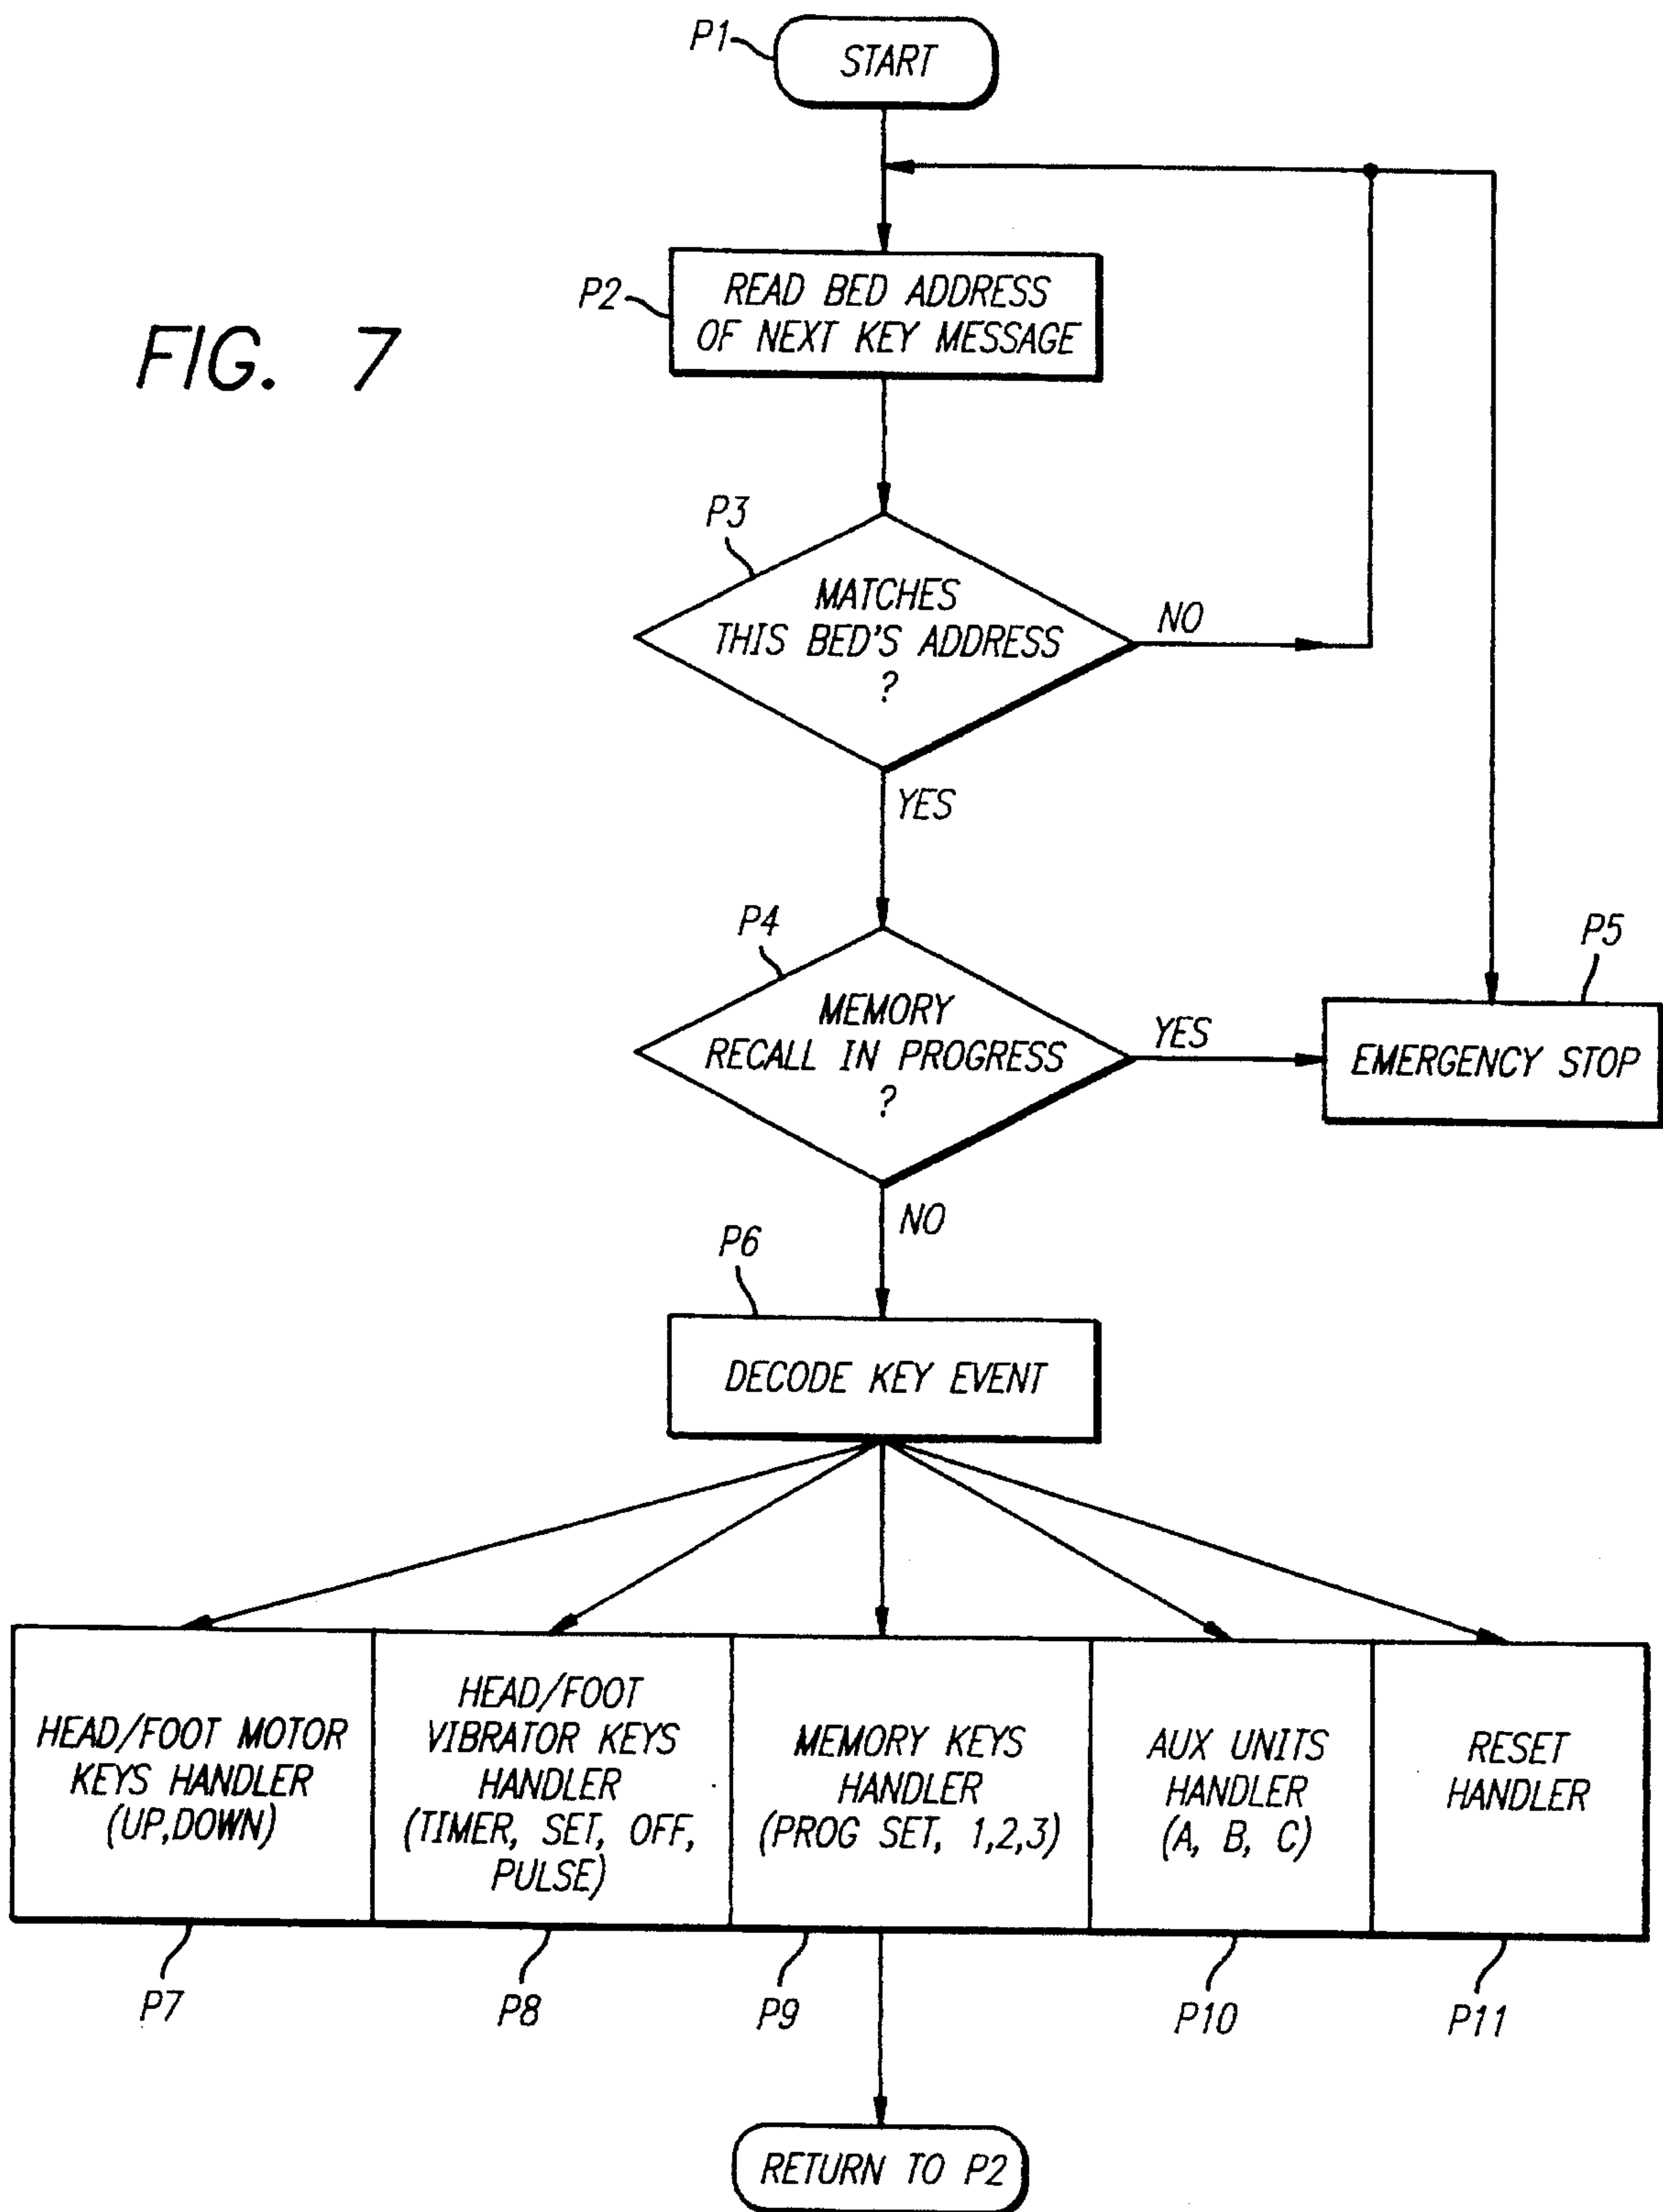 P1
START
FIG. 7
P2
READ BED ADDRESS
OF NEXT KEY MESSAGE
P3
MATCHES
THIS BED'S ADDRESS
?
NO
YES
P4
MEMORY
RECALL IN PROGRESS
?
YES
P5
EMERGENCY STOP
NO
P6
DECODE KEY EVENT
HEAD/FOOT MOTOR
KEYS HANDLER
(UP,DOWN)
HEAD/FOOT
VIBRATOR KEYS
HANDLER
(TIMER, SET, OFF,
PULSE)
MEMORY KEYS
HANDLER
(PROG SET, 1,2,3)
AUX UNITS
HANDLER
(A, B, C)
RESET
HANDLER
P7
P8
P9
P10
P11
RETURN TO P2